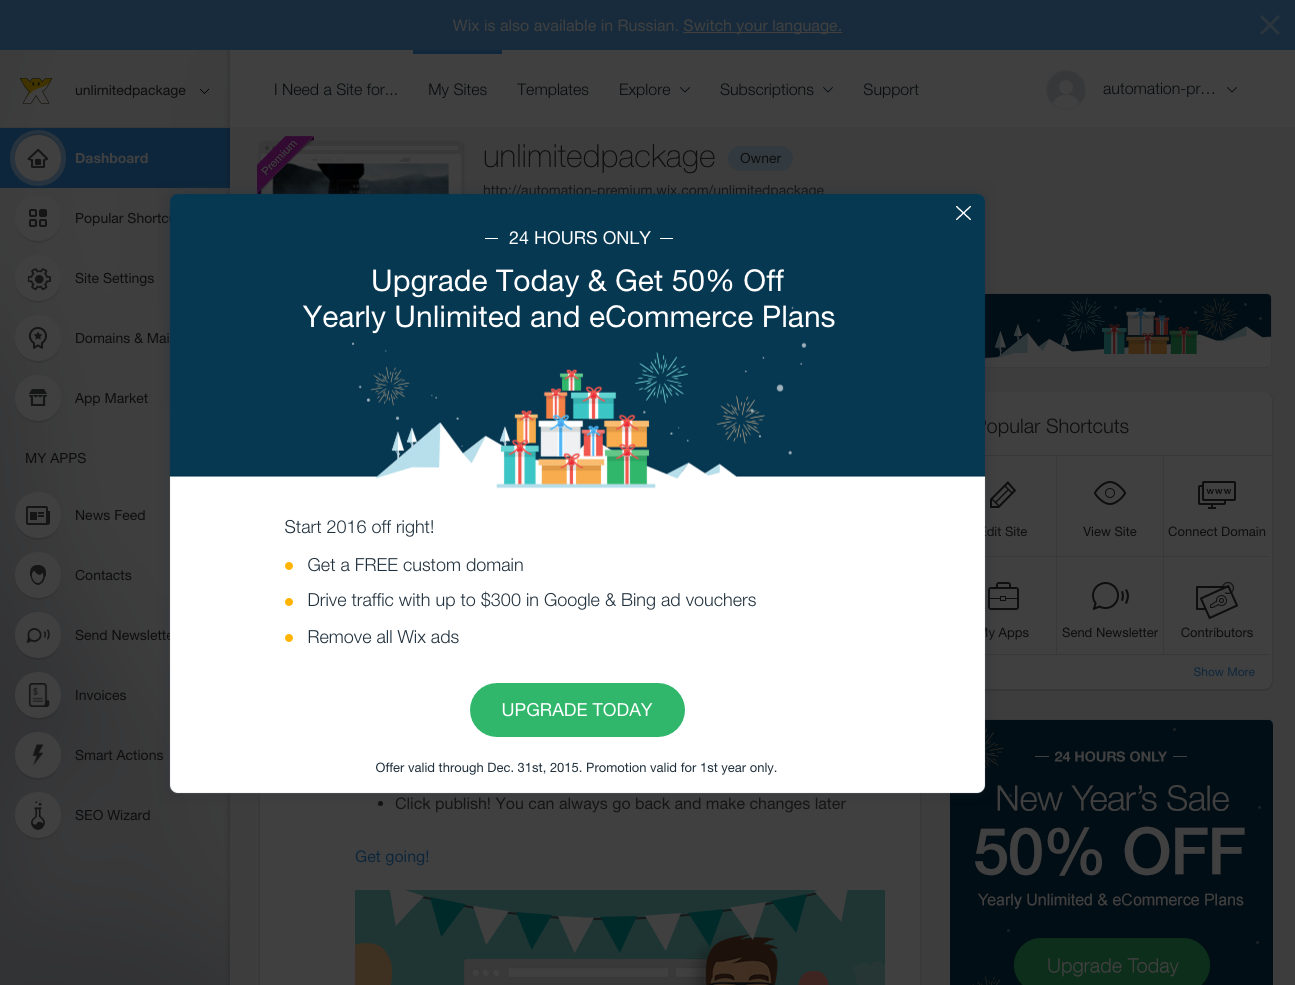 Wix is also available in Russian. Switch your language.
unlimitedpackage
I Need a Site for... My Sites Templates Explore Subscriptions Support
automation-pr...
Dashboard
Popular
Site Settings
Domains &
App Market
MY APPS
News Feed
Contacts
Send
Invoices
Smart Actions
SEO Wizard
Premium
unlimitedpackage Owner
http://automation-premium.wix.com/unlimitedpackage
24 HOURS ONLY
Upgrade Today & Get 50% Off
Yearly Unlimited and eCommerce Plans
Start 2016 off right!
Get a FREE custom domain
Drive traffic with up to $300 in Google & Bing ad vouchers
Remove all Wix ads
UPGRADE TODAY
Offer valid through Dec. 31st, 2015. Promotion valid for 1st year only.
Click publish! You can always go back and make changes later
Get going!
Popular Shortcuts
Edit Site View Site Connect Domain
www
My Apps Send Newsletter Contributors
Show More
24 HOURS ONLY
New Year's Sale
50% OFF
Yearly Unlimited & eCommerce Plans
Upgrade Today